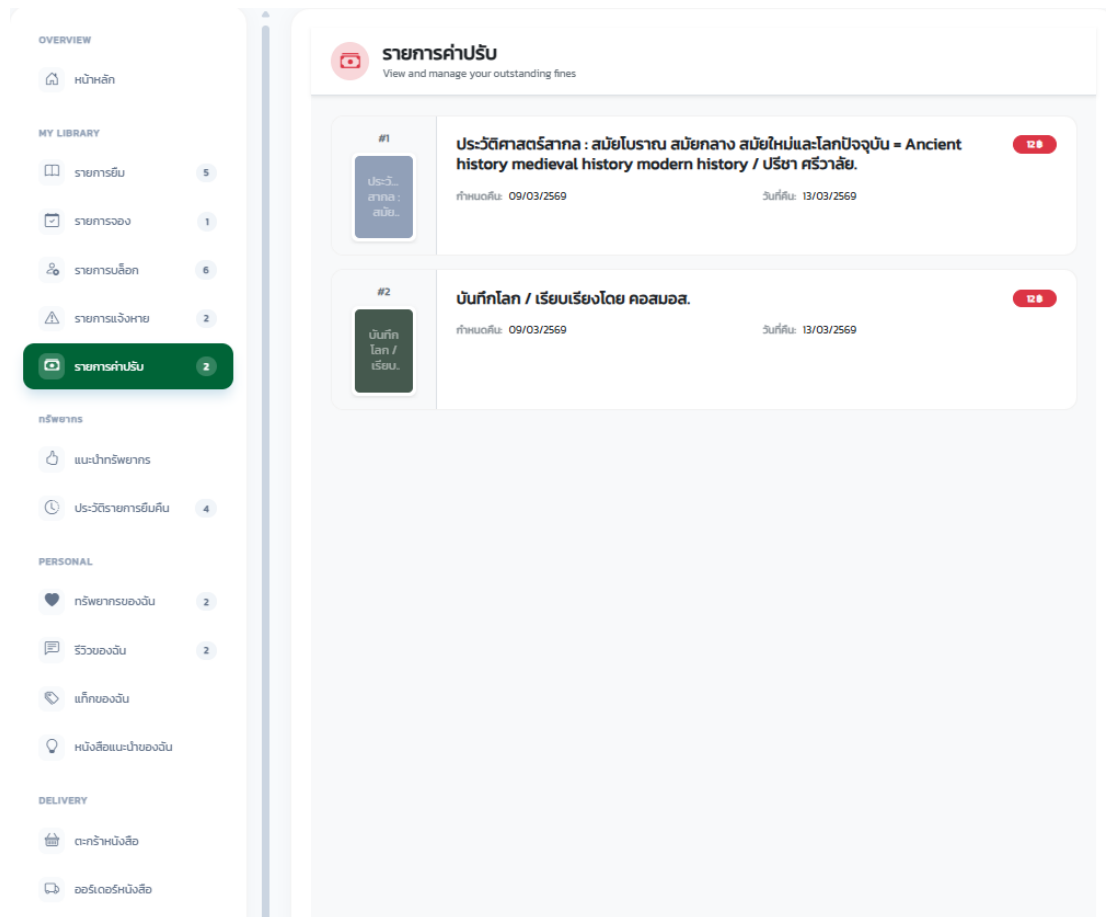 OVERVIEW
หน้าหลัก
MY LIBRARY
รายการยืม 5
รายการจอง 1
รายการบล็อก 6
รายการแจ้งหาย 2
รายการค่าปรับ 2
ทรัพยากร
แนะนำทรัพยากร
ประวัติรายการยืมคืน 4
PERSONAL
ทรัพยากรของฉัน 2
รีวิวของฉัน 2
แท็กของฉัน
หนังสือแนะนำของฉัน
DELIVERY
ตะกร้าหนังสือ
ออร์เดอร์หนังสือ
รายการค่าปรับ
View and manage your outstanding fines
#1
ประวั...
สากล :
สมัย..
ประวัติศาสตร์สากล : สมัยโบราณ สมัยกลาง สมัยใหม่และโลกปัจจุบัน = Ancient
history medieval history modern history / ปรีชา ศรีวาลัย.
12 ฿
กำหนดคืน: 09/03/2569 วันที่คืน: 13/03/2569
#2
บันทึก
โลก /
เรียบ..
บันทึกโลก / เรียบเรียงโดย คอสมอส.
12 ฿
กำหนดคืน: 09/03/2569 วันที่คืน: 13/03/2569